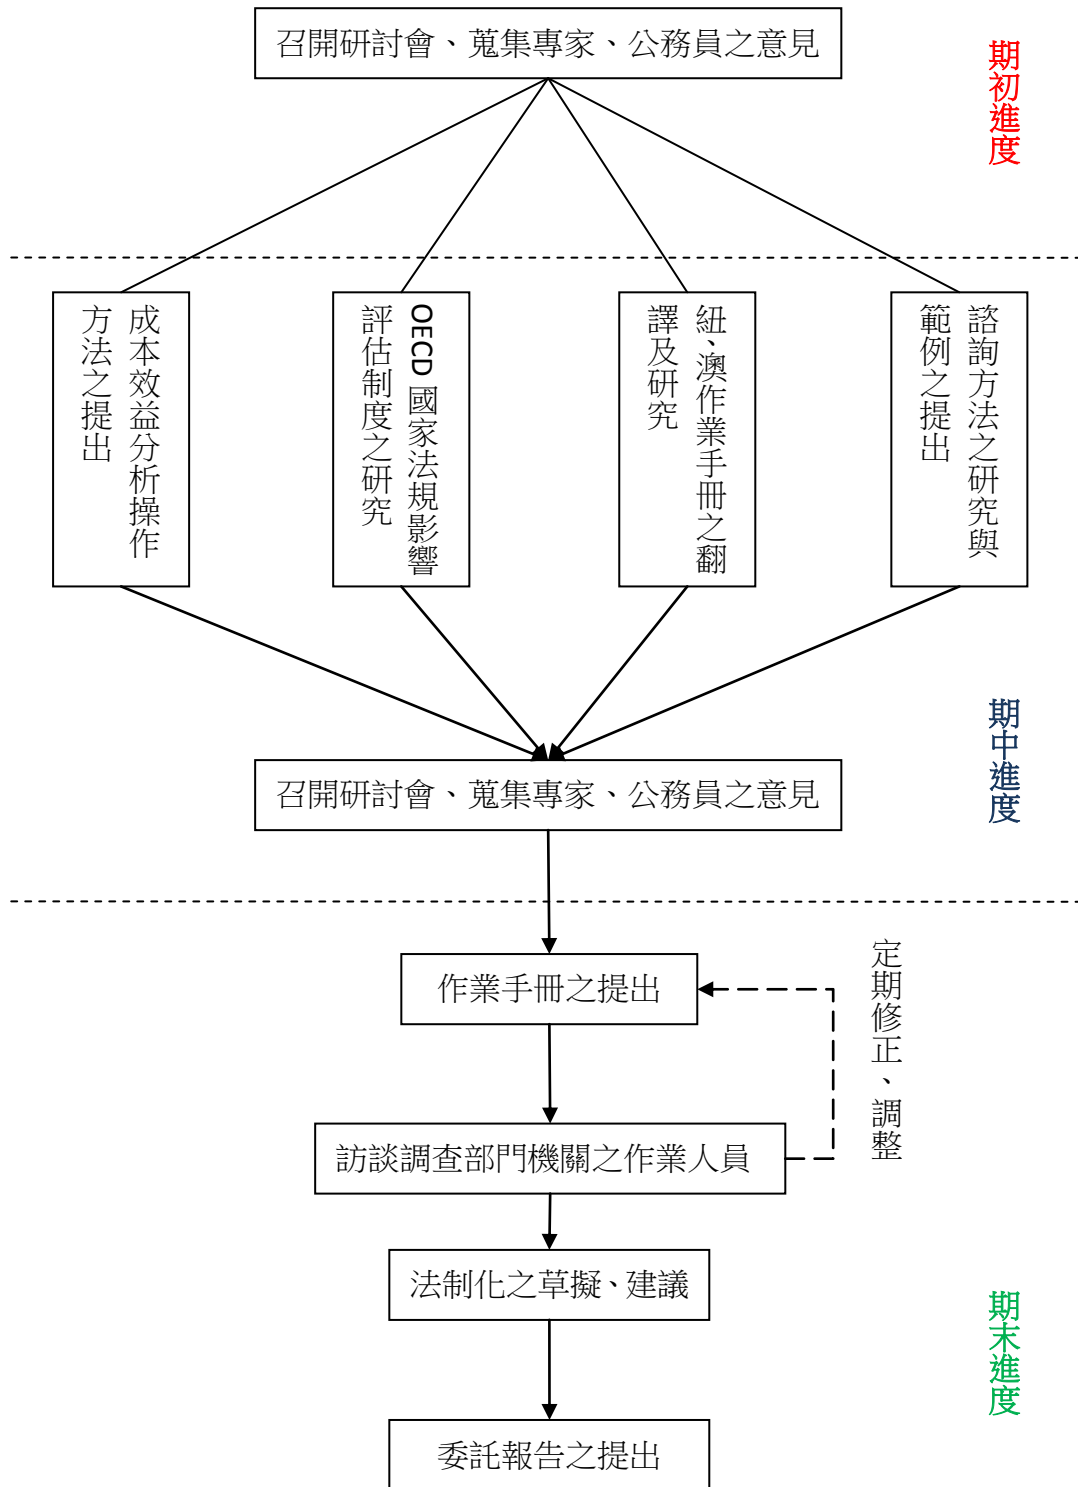 召開研討會、蒐集專家、公務員之意見
期初進度
成本效益分析操作
方法之提出
OECD 國家法規影響
評估制度之研究
紐、澳作業手冊之翻
譯及研究
諮詢方法之研究與
範例之提出
期中進度
召開研討會、蒐集專家、公務員之意見
作業手冊之提出
定期修正、調整
訪談調查部門機關之作業人員
法制化之草擬、建議
期末進度
委託報告之提出